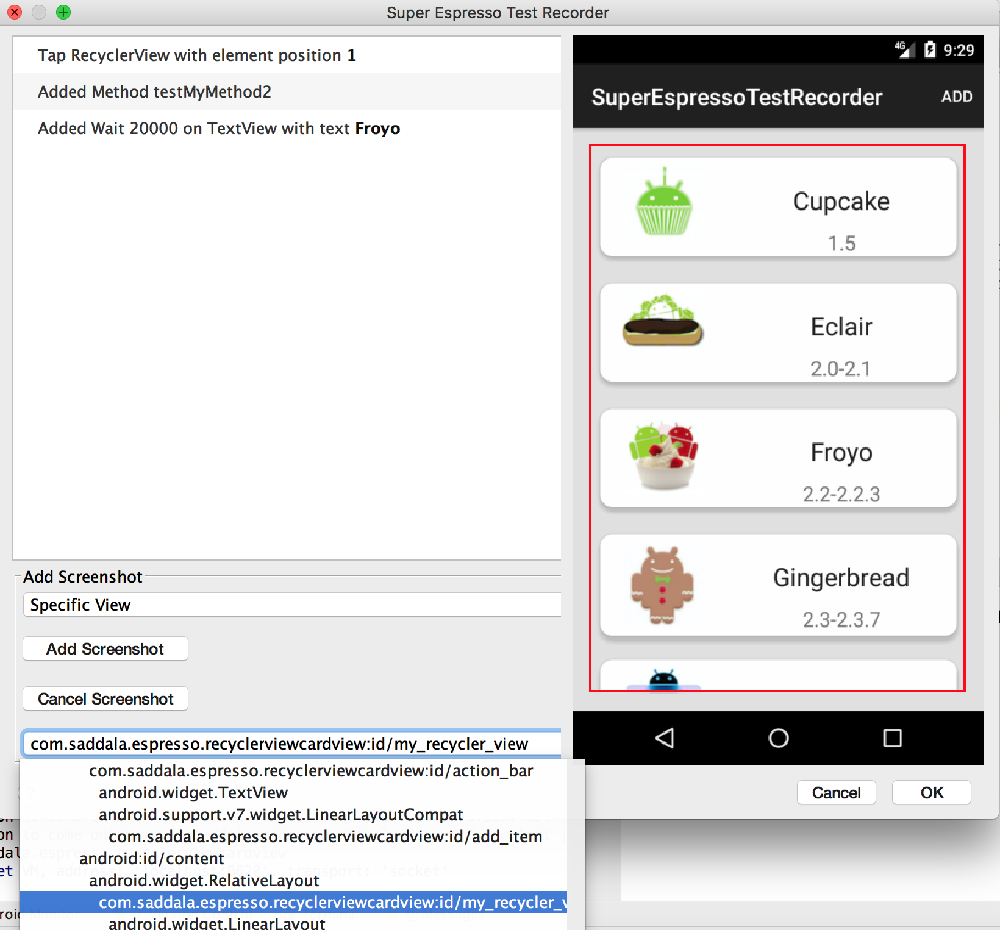 Super Espresso Test Recorder
Tap RecyclerView with element position 1
Added Method testMyMethod2
Added Wait 20000 on TextView with text Froyo
4G 9:29
SuperEspressoTestRecorder ADD
Cupcake
1.5
Eclair
2.0-2.1
Froyo
2.2-2.2.3
Gingerbread
2.3-2.3.7
Add Screenshot
Specific View
Add Screenshot
Cancel Screenshot
com.saddala.espresso.recyclerviewcardview:id/my_recycler_view
com.saddala.espresso.recyclerviewcardview:id/action_bar
android.widget.TextView
android.support.v7.widget.LinearLayoutCompat
com.saddala.espresso.recyclerviewcardview:id/add_item
android:id/content
android.widget.RelativeLayout
com.saddala.espresso.recyclerviewcardview:id/my_recycler_v
android.widget.LinearLayout
Cancel OK